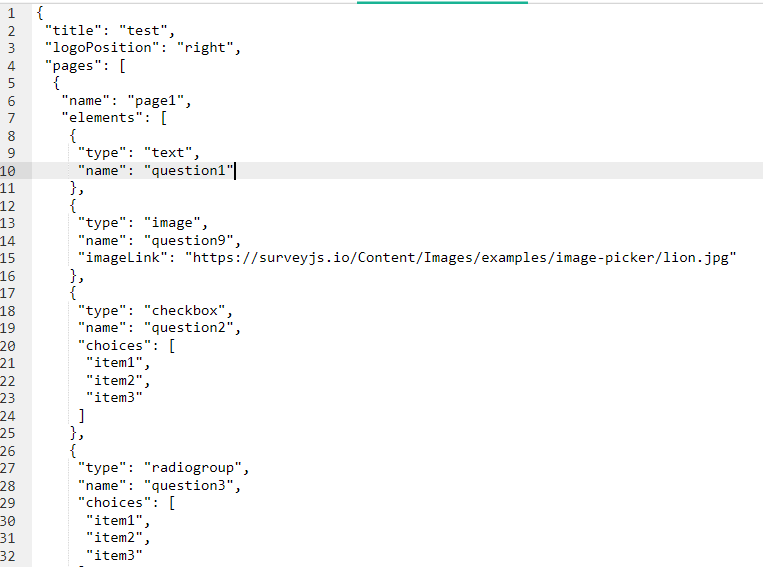 1 {
2 "title": "test",
3 "logoPosition": "right",
4 "pages": [
5 {
6 "name": "page1",
7 "elements": [
8 {
9 "type": "text",
10 "name": "question1"
11 },
12 {
13 "type": "image",
14 "name": "question9",
15 "imageLink": "https://surveyjs.io/Content/Images/examples/image-picker/lion.jpg"
16 },
17 {
18 "type": "checkbox",
19 "name": "question2",
20 "choices": [
21 "item1",
22 "item2",
23 "item3"
24 ]
25 },
26 {
27 "type": "radiogroup",
28 "name": "question3",
29 "choices": [
30 "item1",
31 "item2",
32 "item3"